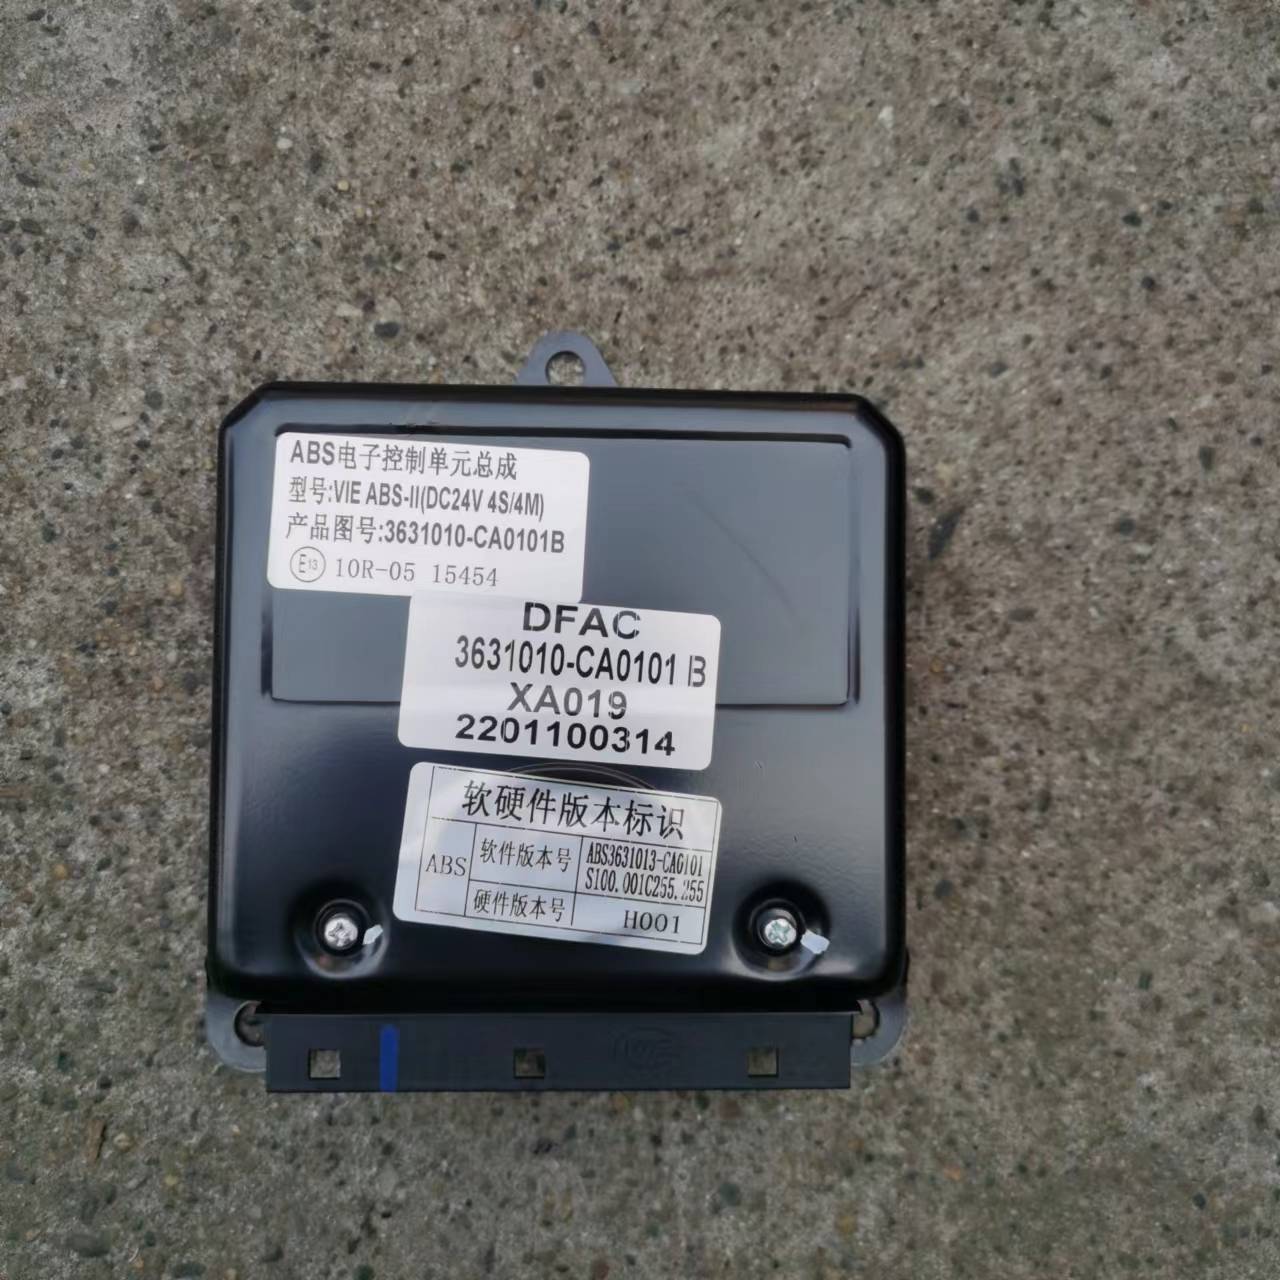 ABS电子控制单元总成
型号:VIE ABS-II(DC24V 4S/4M)
产品图号:3631010-CA0101B
E13 10R-05 15454
DFAC
3631010-CA0101 B
XA019
2201100314
软硬件版本标识
ABS
软件版本号
ABS3631013-CA0101
S100.001C255.255
硬件版本号
H001